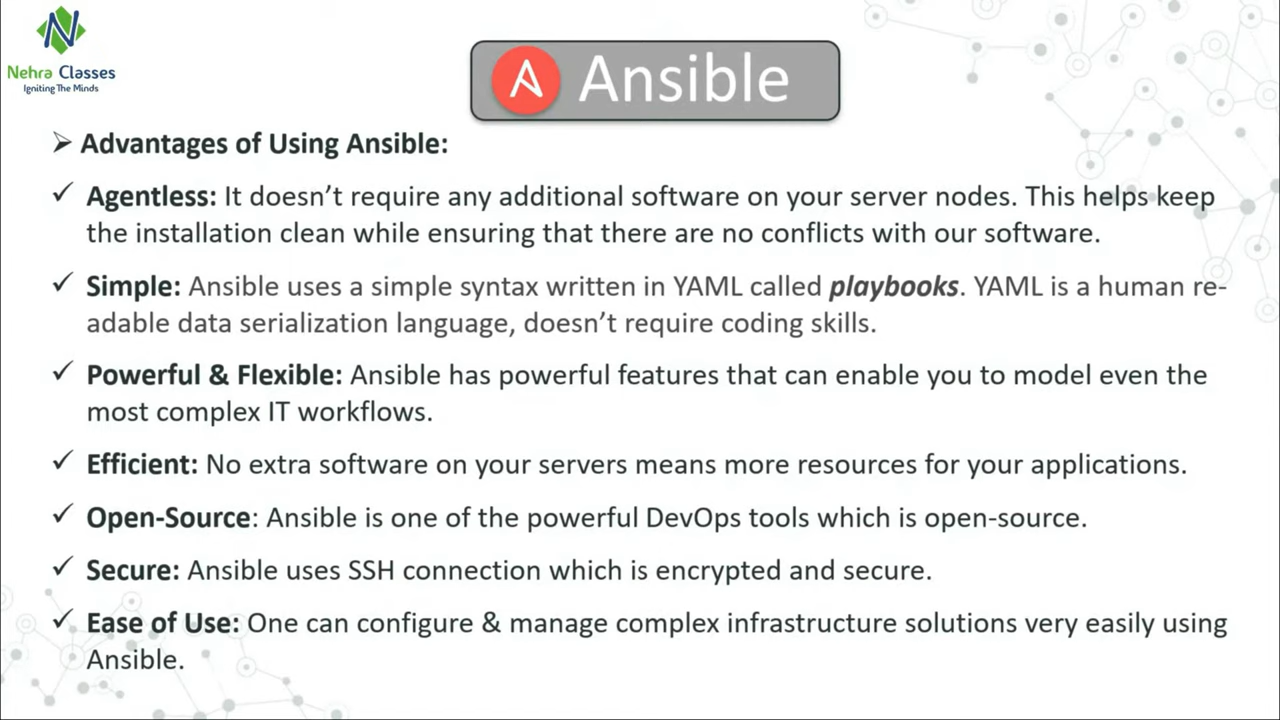 Nehra Classes
Igniting The Minds
Ansible
➢ Advantages of Using Ansible:
✓ Agentless: It doesn’t require any additional software on your server nodes. This helps keep
the installation clean while ensuring that there are no conflicts with our software.
✓ Simple: Ansible uses a simple syntax written in YAML called playbooks. YAML is a human re-
adable data serialization language, doesn’t require coding skills.
✓ Powerful & Flexible: Ansible has powerful features that can enable you to model even the
most complex IT workflows.
✓ Efficient: No extra software on your servers means more resources for your applications.
✓ Open-Source: Ansible is one of the powerful DevOps tools which is open-source.
✓ Secure: Ansible uses SSH connection which is encrypted and secure.
✓ Ease of Use: One can configure & manage complex infrastructure solutions very easily using
Ansible.